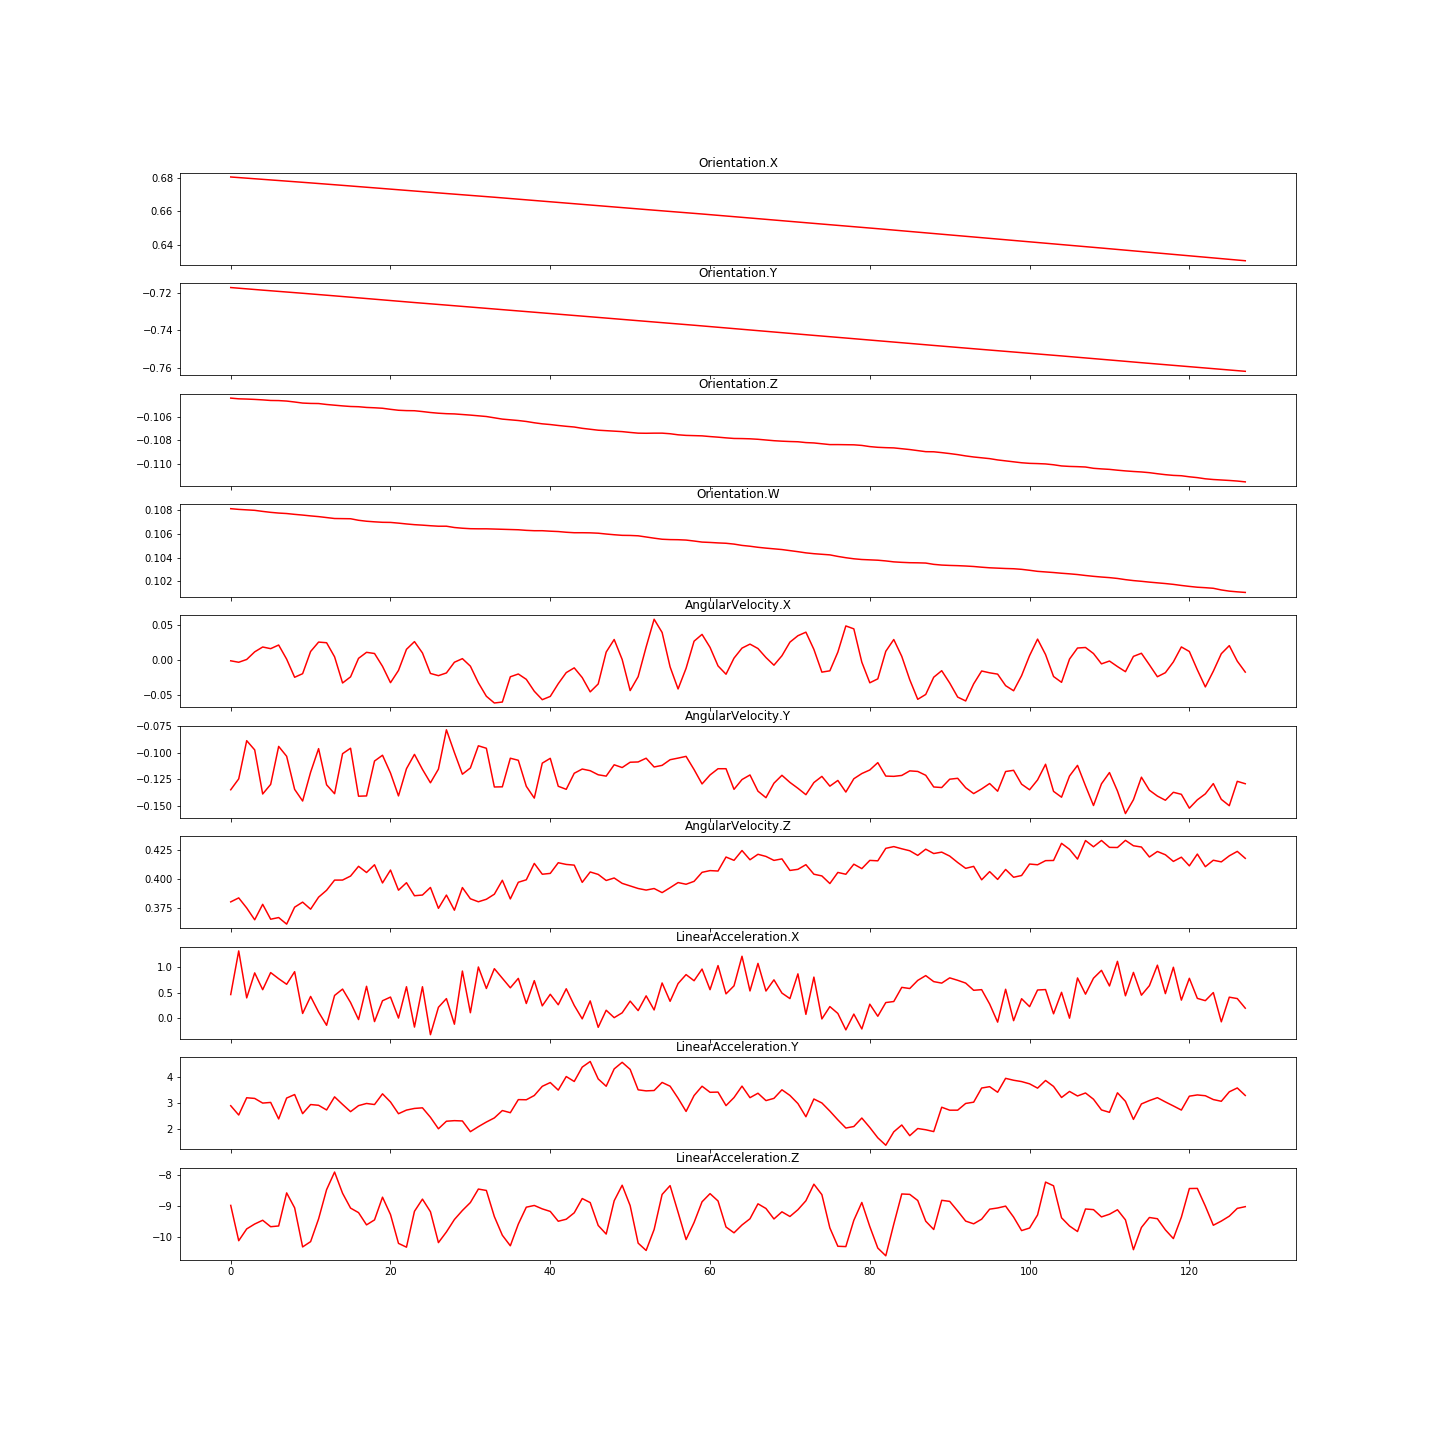 Orientation.X
0.68
0.66
0.64
Orientation.Y
−0.72
−0.74
−0.76
Orientation.Z
−0.106
−0.108
−0.110
Orientation.W
0.108
0.106
0.104
0.102
AngularVelocity.X
0.05
0.00
−0.05
AngularVelocity.Y
−0.075
−0.100
−0.125
−0.150
AngularVelocity.Z
0.425
0.400
0.375
LinearAcceleration.X
1.0
0.5
0.0
LinearAcceleration.Y
4
3
2
LinearAcceleration.Z
−8
−9
−10
0 20 40 60 80 100 120